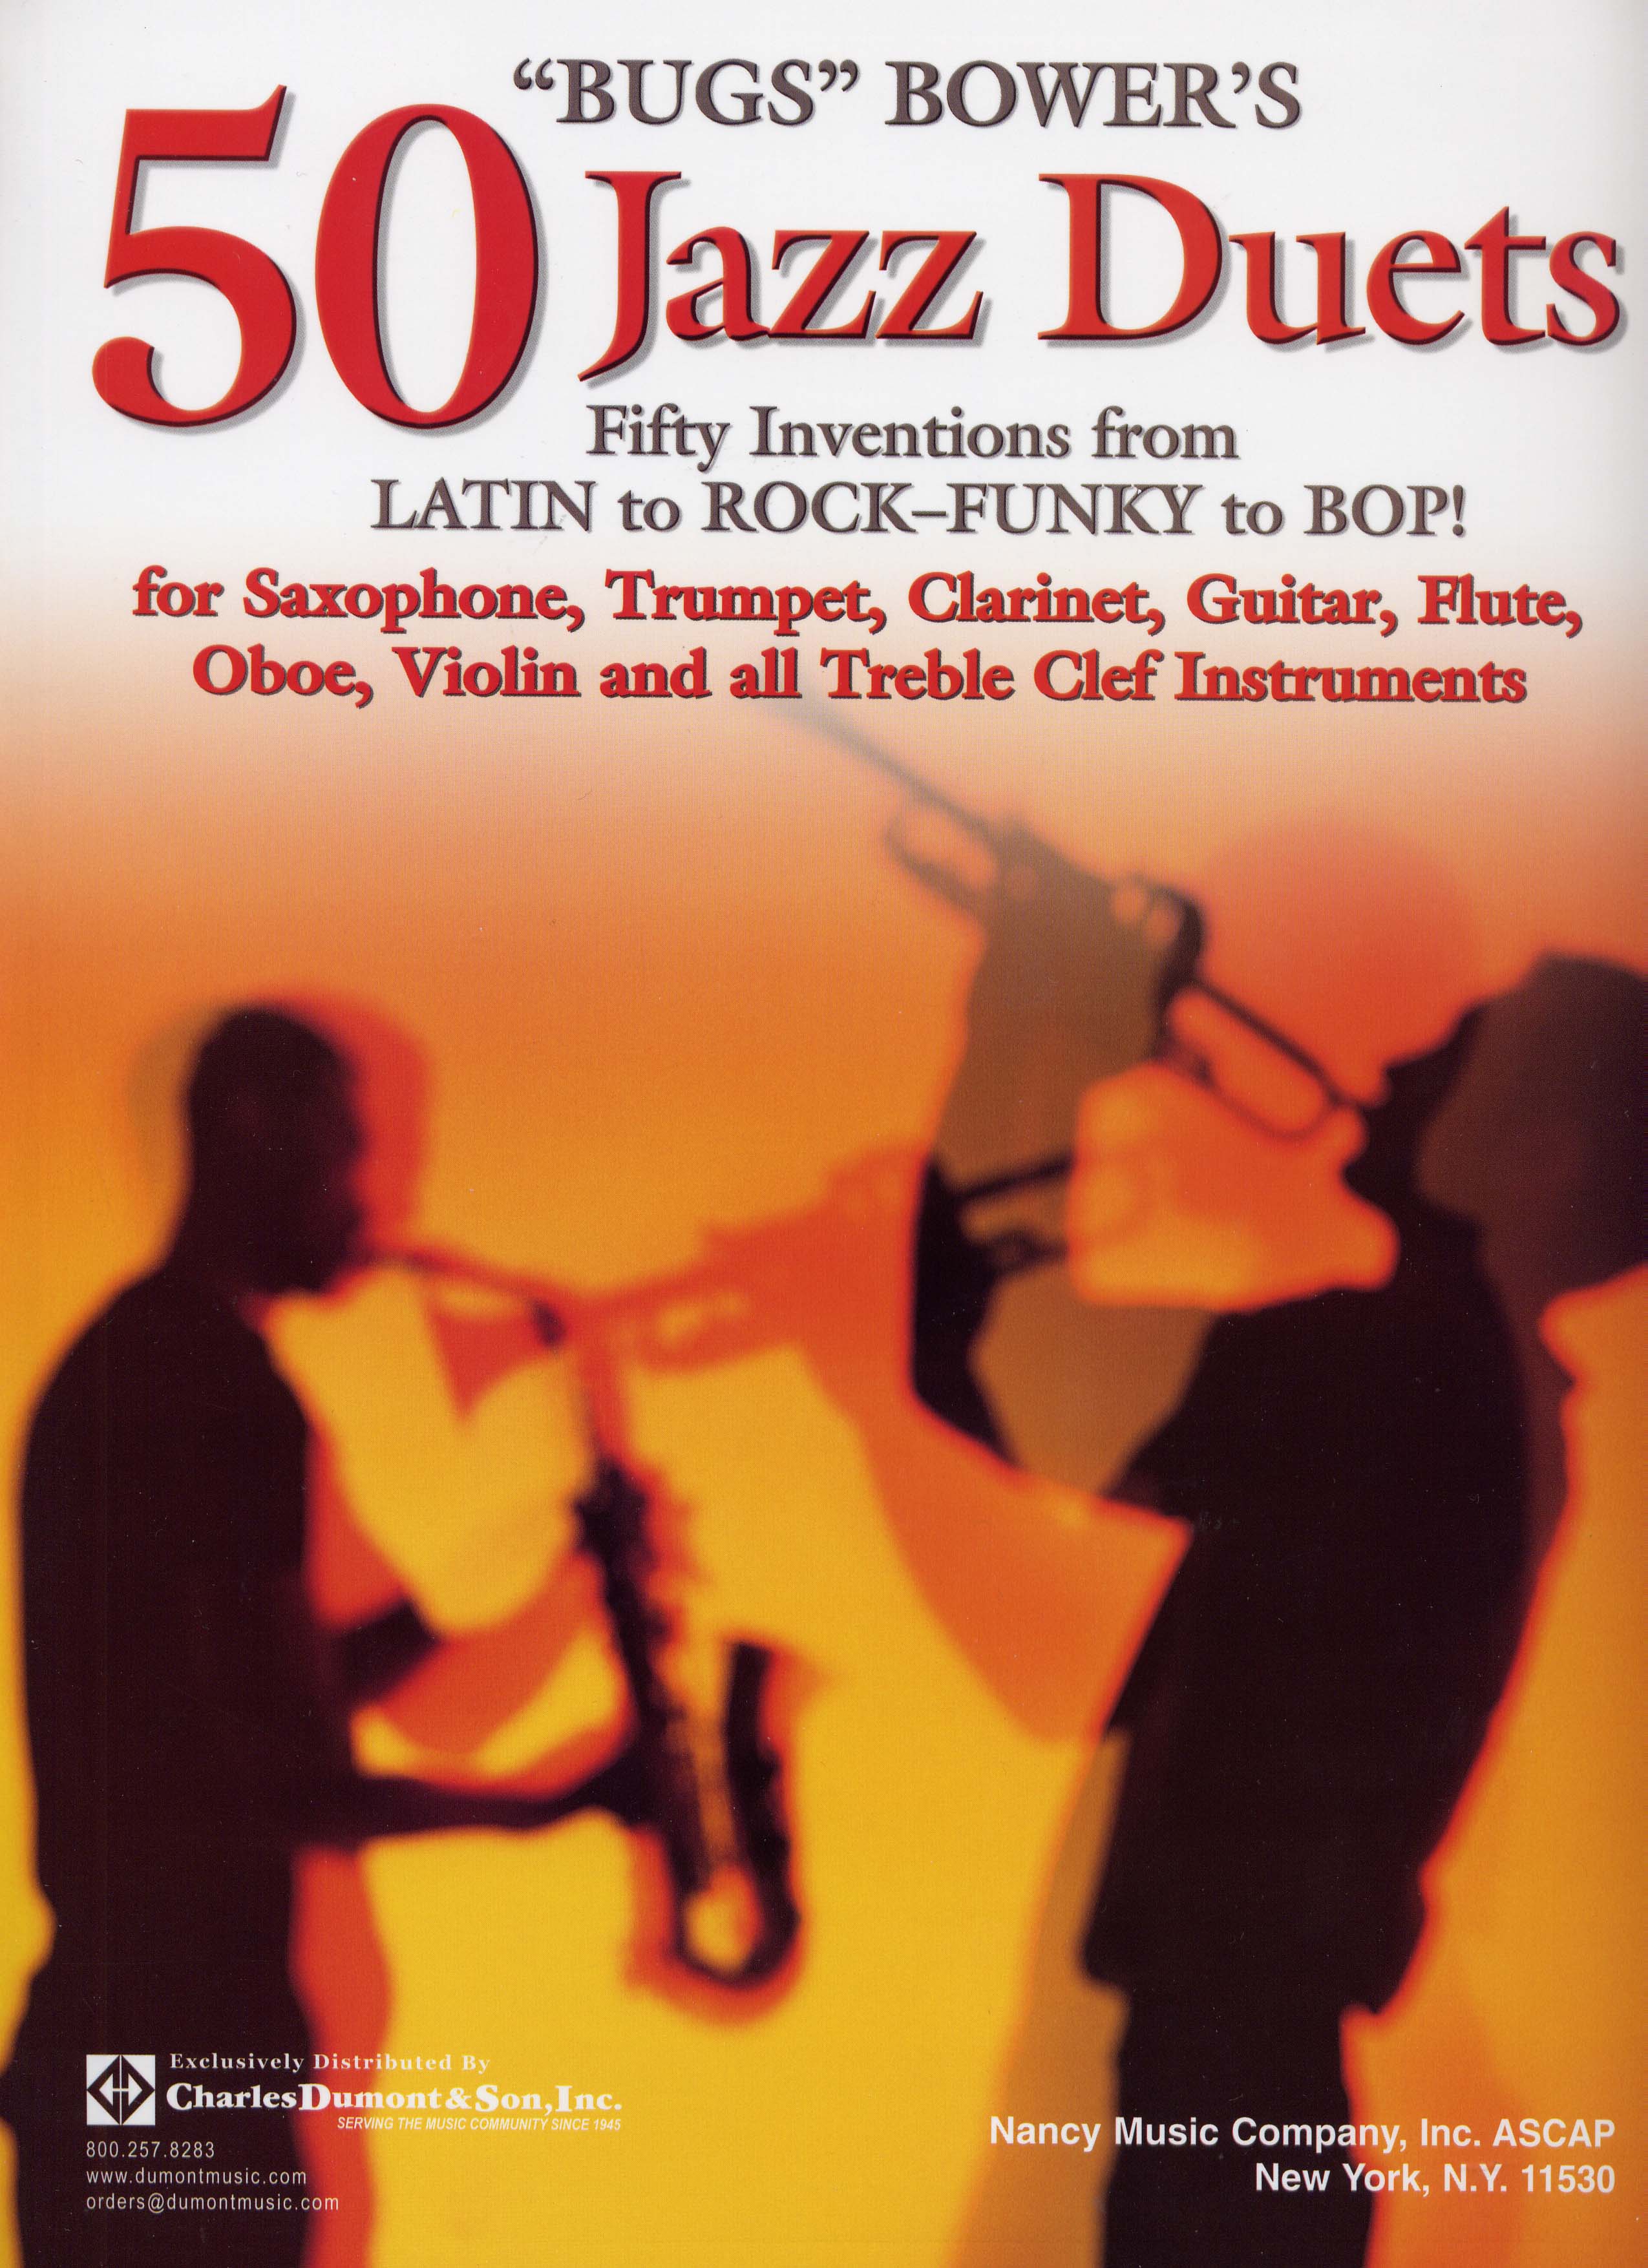 “BUGS” BOWER’S
50 Jazz Duets
Fifty Inventions from
LATIN to ROCK–FUNKY to BOP!
for Saxophone, Trumpet, Clarinet, Guitar, Flute,
Oboe, Violin and all Treble Clef Instruments
Exclusively Distributed By
Charles Dumont & Son, Inc.
SERVING THE MUSIC COMMUNITY SINCE 1945
800.257.8283
www.dumontmusic.com
orders@dumontmusic.com
Nancy Music Company, Inc. ASCAP
New York, N.Y. 11530